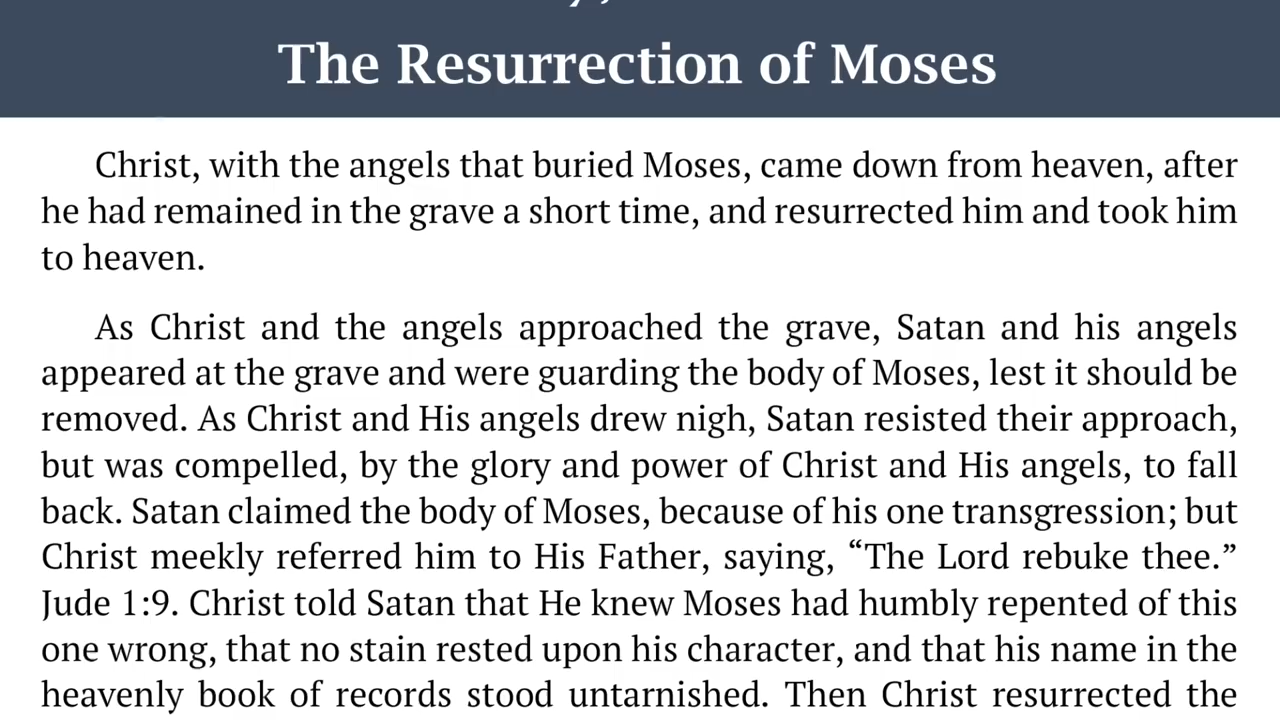 The Resurrection of Moses
Christ, with the angels that buried Moses, came down from heaven, after
he had remained in the grave a short time, and resurrected him and took him
to heaven.
As Christ and the angels approached the grave, Satan and his angels
appeared at the grave and were guarding the body of Moses, lest it should be
removed. As Christ and His angels drew nigh, Satan resisted their approach,
but was compelled, by the glory and power of Christ and His angels, to fall
back. Satan claimed the body of Moses, because of his one transgression; but
Christ meekly referred him to His Father, saying, “The Lord rebuke thee.”
Jude 1:9. Christ told Satan that He knew Moses had humbly repented of this
one wrong, that no stain rested upon his character, and that his name in the
heavenly book of records stood untarnished. Then Christ resurrected the